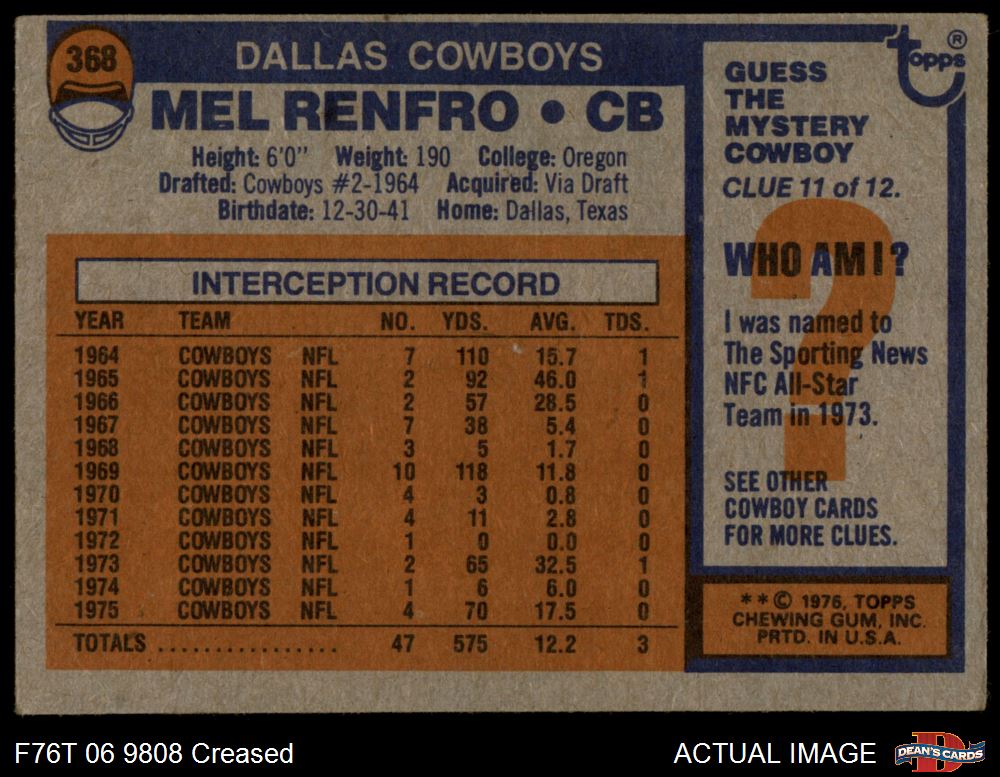 368
DALLAS COWBOYS
MEL RENFRO • CB
Height: 6'0" Weight: 190 College: Oregon
Drafted: Cowboys #2-1964 Acquired: Via Draft
Birthdate: 12-30-41 Home: Dallas, Texas
INTERCEPTION RECORD
YEAR TEAM NO. YDS. AVG. TDS.
1964 COWBOYS NFL 7 110 15.7 1
1965 COWBOYS NFL 2 92 46.0 1
1966 COWBOYS NFL 2 57 28.5 0
1967 COWBOYS NFL 7 38 5.4 0
1968 COWBOYS NFL 3 5 1.7 0
1969 COWBOYS NFL 10 118 11.8 0
1970 COWBOYS NFL 4 3 0.8 0
1971 COWBOYS NFL 4 11 2.8 0
1972 COWBOYS NFL 1 0 0.0 0
1973 COWBOYS NFL 2 65 32.5 1
1974 COWBOYS NFL 1 6 6.0 0
1975 COWBOYS NFL 4 70 17.5 0
TOTALS ................ 47 575 12.2 3
topps ®
GUESS
THE
MYSTERY
COWBOY
CLUE 11 of 12.
WHO AM I?
?
I was named to
The Sporting News
NFC All-Star
Team in 1973.
SEE OTHER
COWBOY CARDS
FOR MORE CLUES.
** © 1976, TOPPS
CHEWING GUM, INC.
PRTD. IN U.S.A.
F76T 06 9808 Creased
ACTUAL IMAGE
D
DEAN'S CARDS